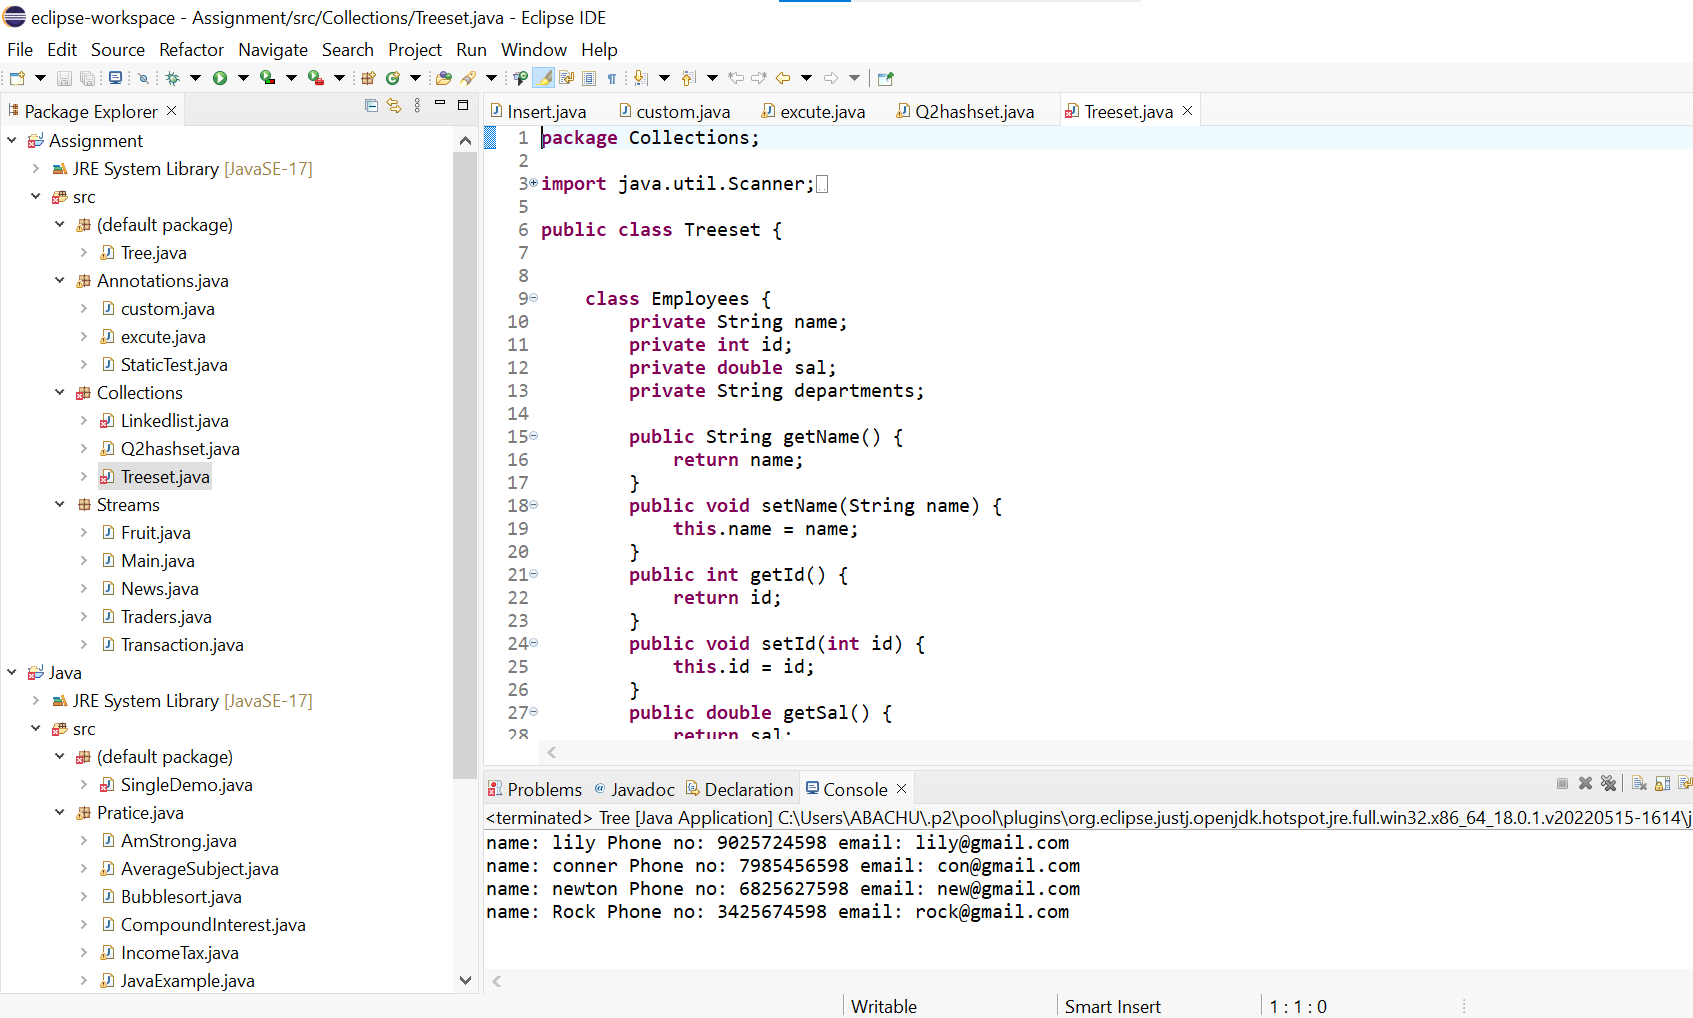 eclipse-workspace - Assignment/src/Collections/Treeset.java - Eclipse IDE
File Edit Source Refactor Navigate Search Project Run Window Help
Package Explorer
Assignment
JRE System Library [JavaSE-17]
src
(default package)
Tree.java
Annotations.java
custom.java
excute.java
StaticTest.java
Collections
Linkedlist.java
Q2hashset.java
Treeset.java
Streams
Fruit.java
Main.java
News.java
Traders.java
Transaction.java
Java
JRE System Library [JavaSE-17]
src
(default package)
SingleDemo.java
Pratice.java
AmStrong.java
AverageSubject.java
Bubblesort.java
CompoundInterest.java
IncomeTax.java
JavaExample.java
Insert.java custom.java excute.java Q2hashset.java Treeset.java
1 package Collections;
2
3 import java.util.Scanner;
5
6 public class Treeset {
7
8
9 class Employees {
10 private String name;
11 private int id;
12 private double sal;
13 private String departments;
14
15 public String getName() {
16 return name;
17 }
18 public void setName(String name) {
19 this.name = name;
20 }
21 public int getId() {
22 return id;
23 }
24 public void setId(int id) {
25 this.id = id;
26 }
27 public double getSal() {
28 return sal;
Problems Javadoc Declaration Console
<terminated> Tree [Java Application] C:\Users\ABACHU\.p2\pool\plugins\org.eclipse.justj.openjdk.hotspot.jre.full.win32.x86_64_18.0.1.v20220515-1614\j
name: lily Phone no: 9025724598 email: lily@gmail.com
name: conner Phone no: 7985456598 email: con@gmail.com
name: newton Phone no: 6825627598 email: new@gmail.com
name: Rock Phone no: 3425674598 email: rock@gmail.com
Writable Smart Insert 1 : 1 : 0